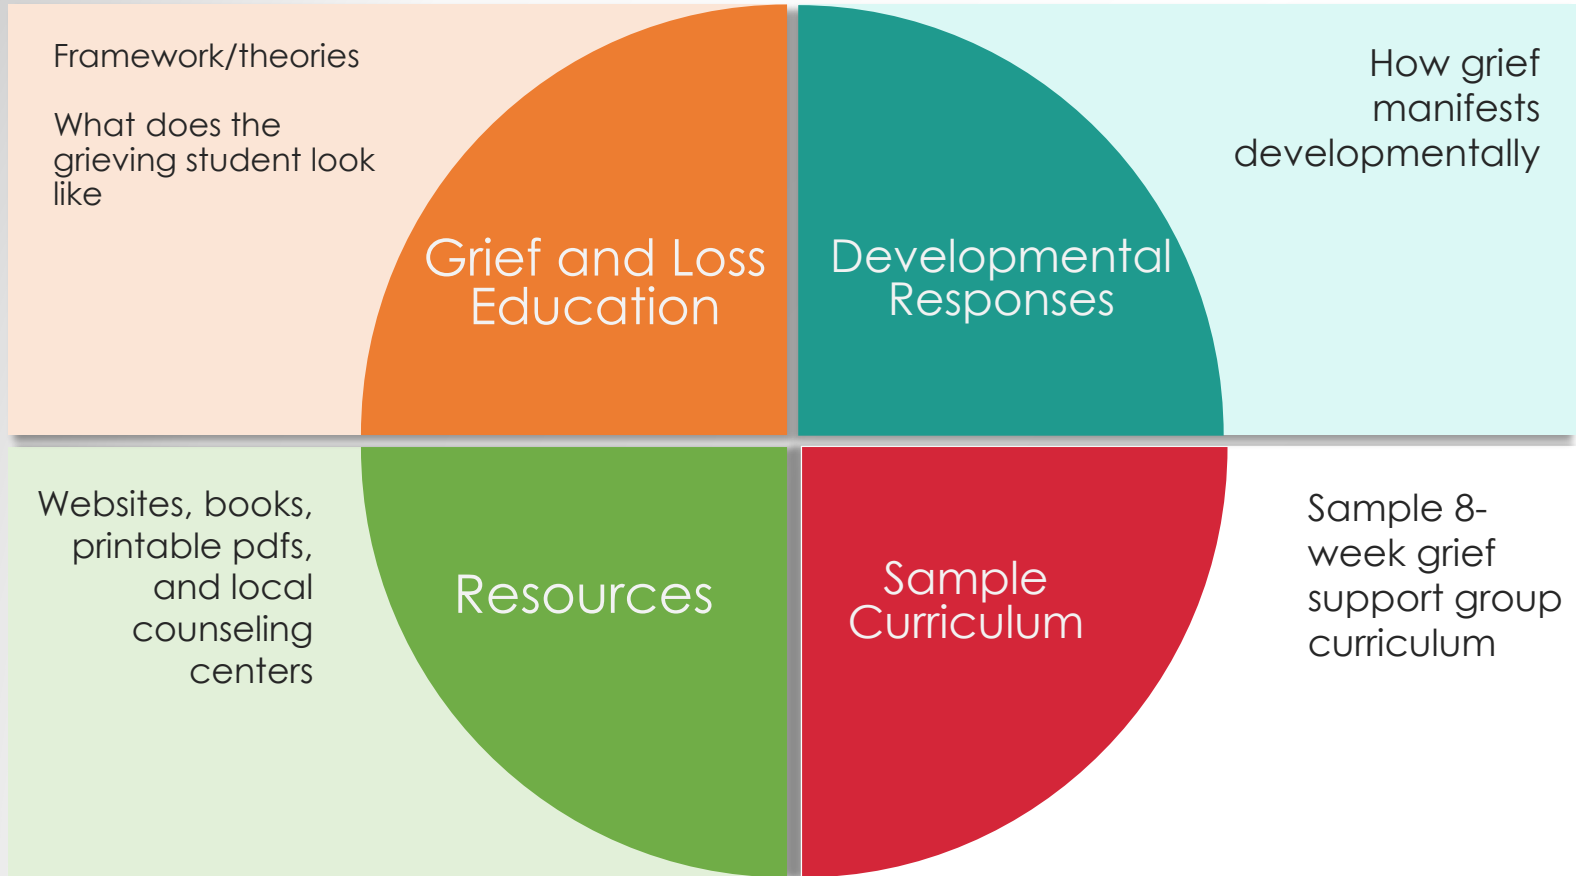 Framework/theories
What does the
grieving student look
like
Grief and Loss
Education
Developmental
Responses
How grief
manifests
developmentally
Websites, books,
printable pdfs,
and local
counseling
centers
Resources
Sample
Curriculum
Sample 8-
week grief
support group
curriculum